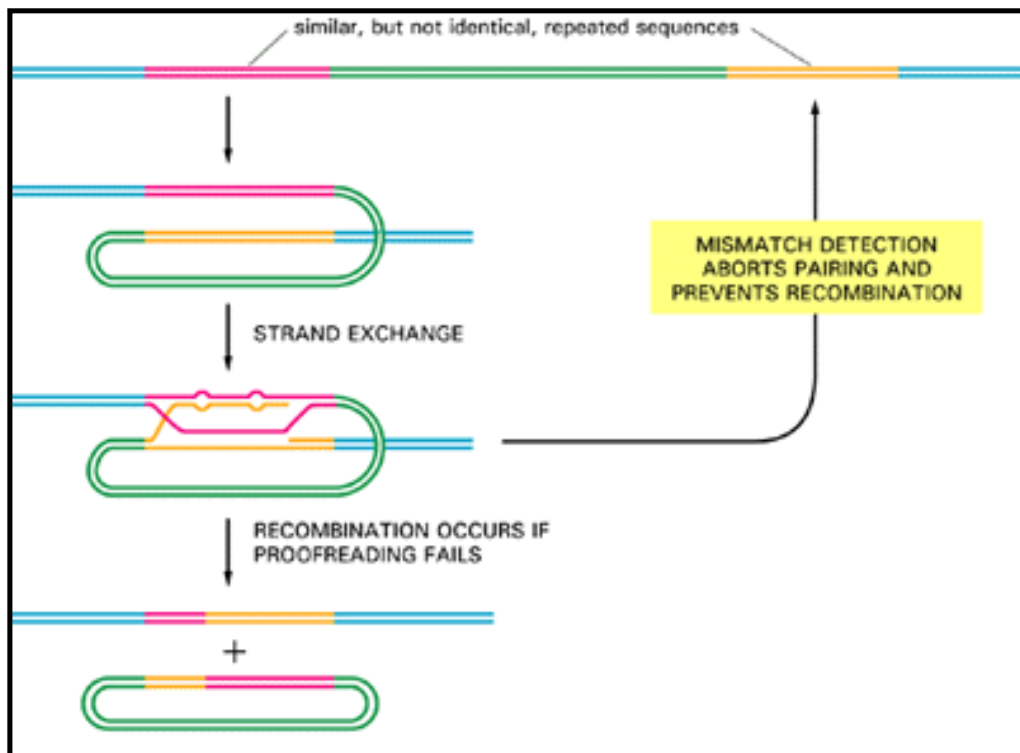 similar, but not identical, repeated sequences
MISMATCH DETECTION
ABORTS PAIRING AND
PREVENTS RECOMBINATION
STRAND EXCHANGE
RECOMBINATION OCCURS IF
PROOFREADING FAILS
+